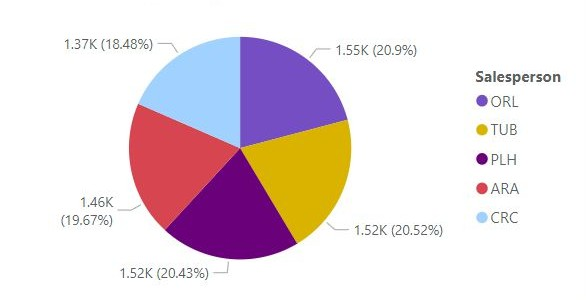 1.37K (18.48%)
1.55K (20.9%)
Salesperson
ORL
TUB
PLH
ARA
CRC
1.46K
(19.67%)
1.52K (20.52%)
1.52K (20.43%)